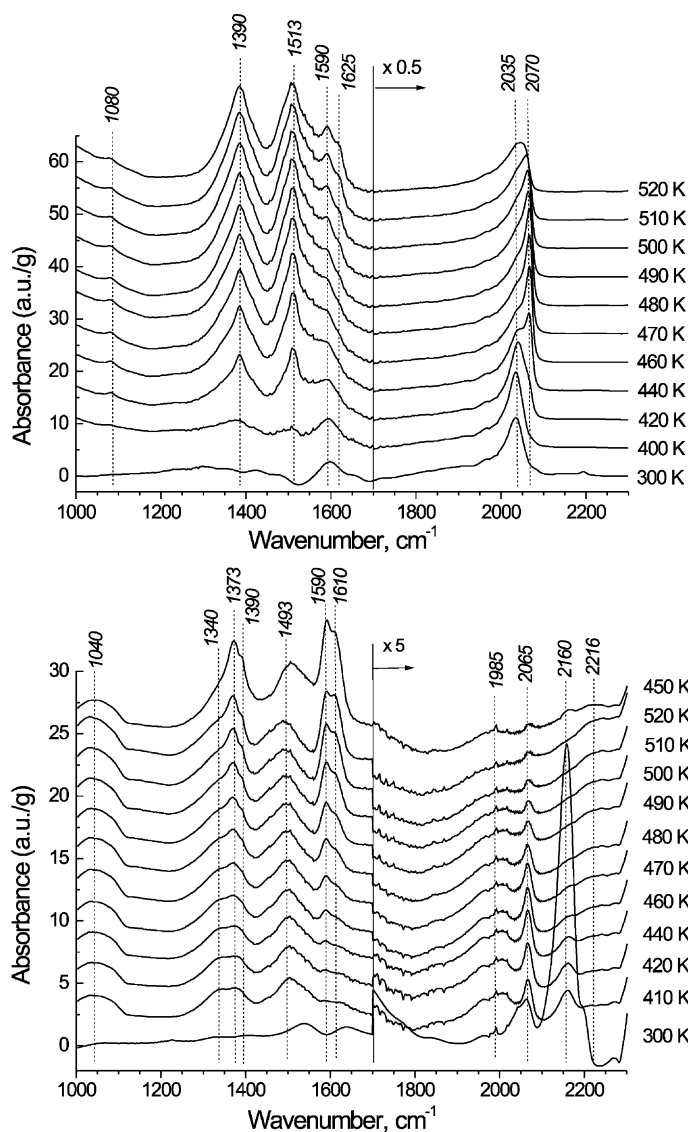 1080
1390
1513
1590
1625
x 0.5
2035
2070
Absorbance (a.u./g)
60
50
40
30
20
10
0
520 K
510 K
500 K
490 K
480 K
470 K
460 K
440 K
420 K
400 K
300 K
1000 1200 1400 1600 1800 2000 2200
Wavenumber, cm-1
1040
1340
1373
1390
1493
1590
1610
x 5
1985
2065
2160
2216
Absorbance (a.u./g)
30
25
20
15
10
5
0
450 K
520 K
510 K
500 K
490 K
480 K
470 K
460 K
440 K
420 K
410 K
300 K
1000 1200 1400 1600 1800 2000 2200
Wavenumber, cm-1